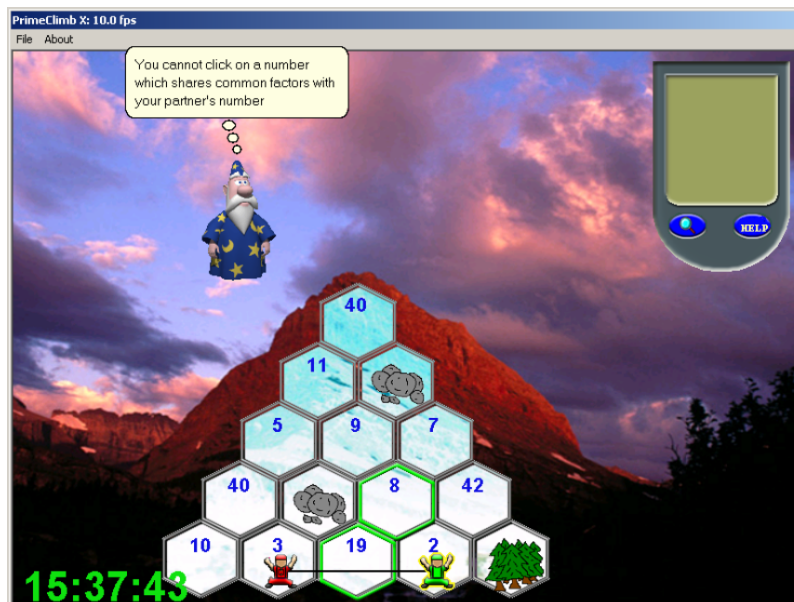 PrimeClimb X: 10.0 fps
File About
You cannot click on a number
which shares common factors with
your partner's number
HELP
40
11
5 9 7
40 8 42
10 3 19 2
15:37:43